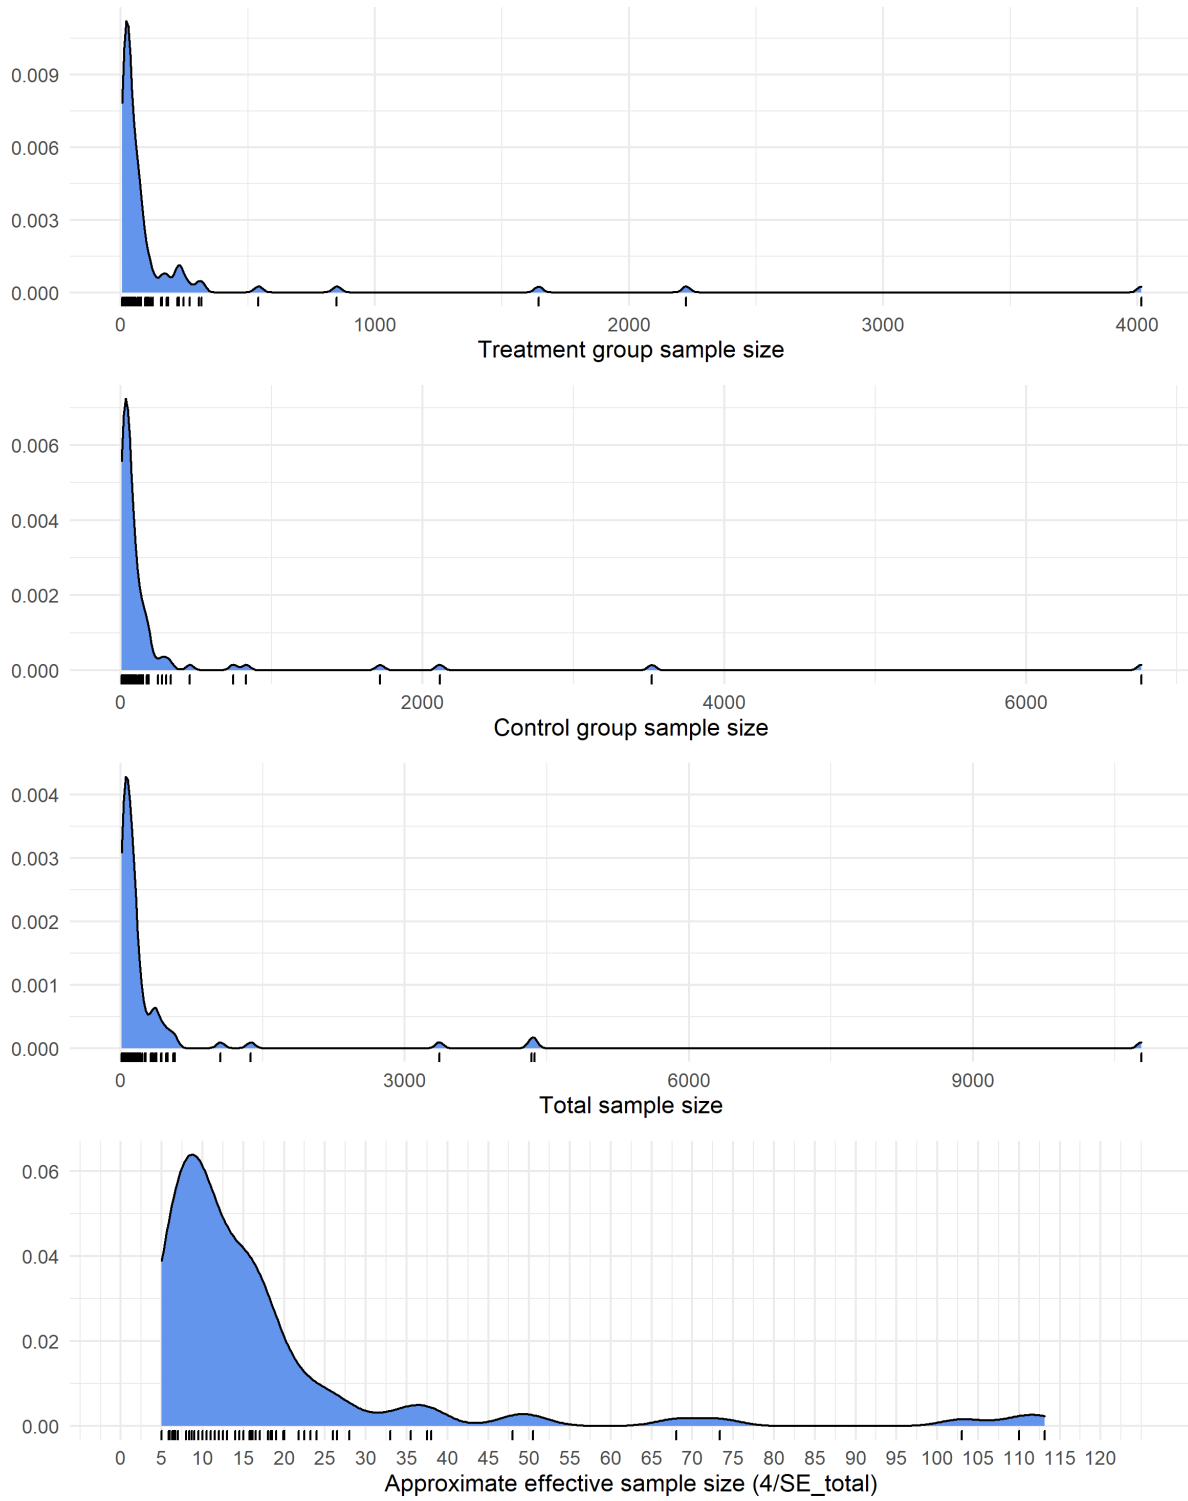 0.009
0.006
0.003
0.000
0 1000 2000 3000 4000
Treatment group sample size
0.006
0.004
0.002
0.000
0 2000 4000 6000
Control group sample size
0.004
0.003
0.002
0.001
0.000
0 3000 6000 9000
Total sample size
0.06
0.04
0.02
0.00
0 5 10 15 20 25 30 35 40 45 50 55 60 65 70 75 80 85 90 95 100 105 110 115 120
Approximate effective sample size (4/SE_total)